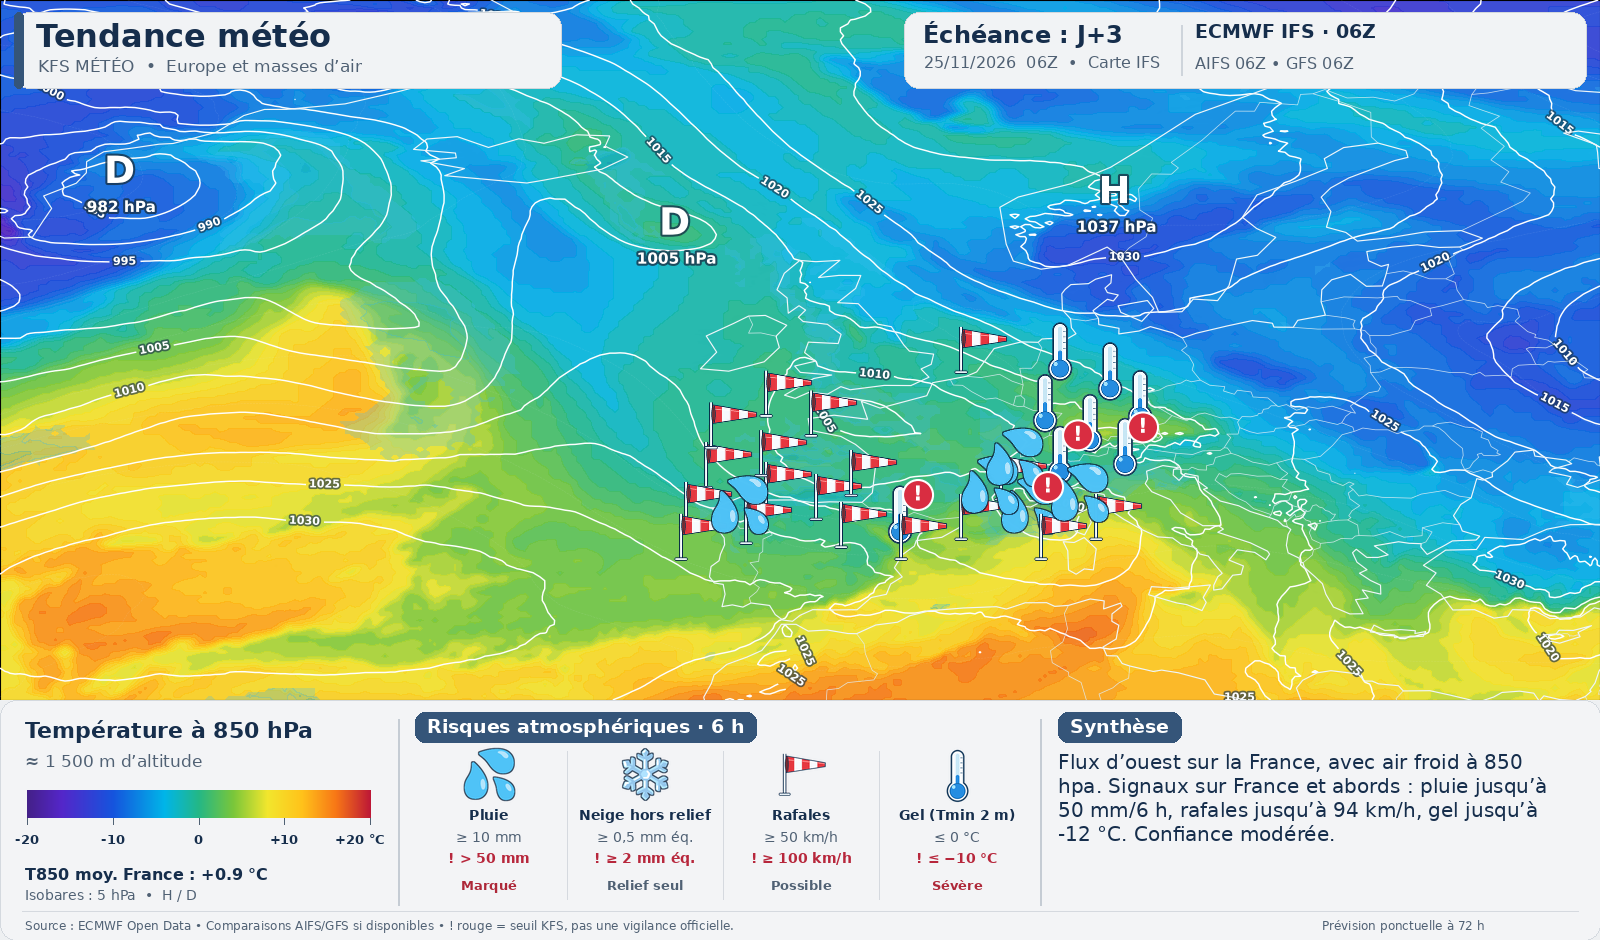 Tendance météo
KFS MÉTÉO • Europe et masses d’air
Échéance : J+3
25/11/2026 06Z • Carte IFS
ECMWF IFS · 06Z
AIFS 06Z • GFS 06Z
1015
1015
1020
1025
D
982 hPa
990
995
D
1005 hPa
H
1037 hPa
1030
1020
1005
1010
1010
1010
1015
1025
1025
1030
1030
1025
1025
1025
1020
1025
Température à 850 hPa
≈ 1 500 m d’altitude
-20 -10 0 +10 +20 °C
T850 moy. France : +0.9 °C
Isobares : 5 hPa • H / D
Risques atmosphériques · 6 h
Pluie
≥ 10 mm
! > 50 mm
Marqué
Neige hors relief
≥ 0,5 mm éq.
! ≥ 2 mm éq.
Relief seul
Rafales
≥ 50 km/h
! ≥ 100 km/h
Possible
Gel (Tmin 2 m)
≤ 0 °C
! ≤ −10 °C
Sévère
Synthèse
Flux d’ouest sur la France, avec air froid à 850
hpa. Signaux sur France et abords : pluie jusqu’à
50 mm/6 h, rafales jusqu’à 94 km/h, gel jusqu’à
-12 °C. Confiance modérée.
Source : ECMWF Open Data • Comparaisons AIFS/GFS si disponibles • ! rouge = seuil KFS, pas une vigilance officielle.
Prévision ponctuelle à 72 h